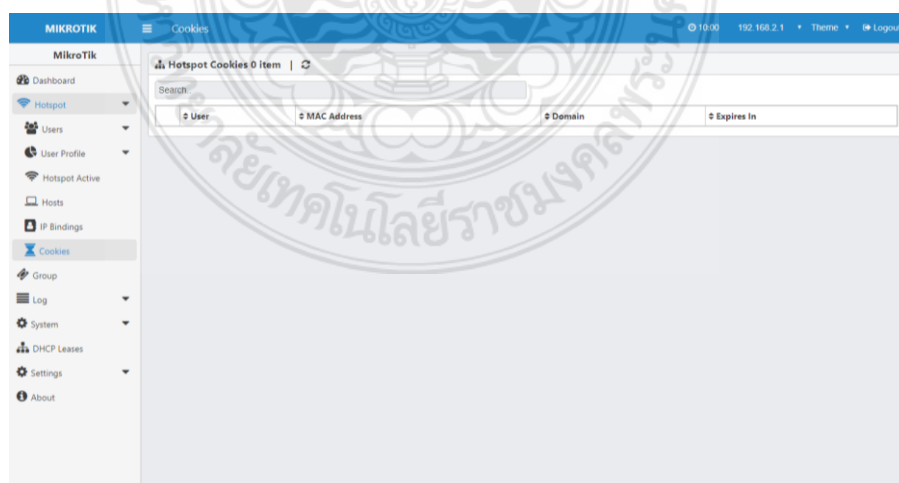 MIKROTIK
Cookies
10:00
192.168.2.1
Theme
Logout
MikroTik
Dashboard
Hotspot
Users
User Profile
Hotspot Active
Hosts
IP Bindings
Cookies
Group
Log
System
DHCP Leases
Settings
About
Hotspot Cookies 0 item |
Search
User
MAC Address
Domain
Expires In